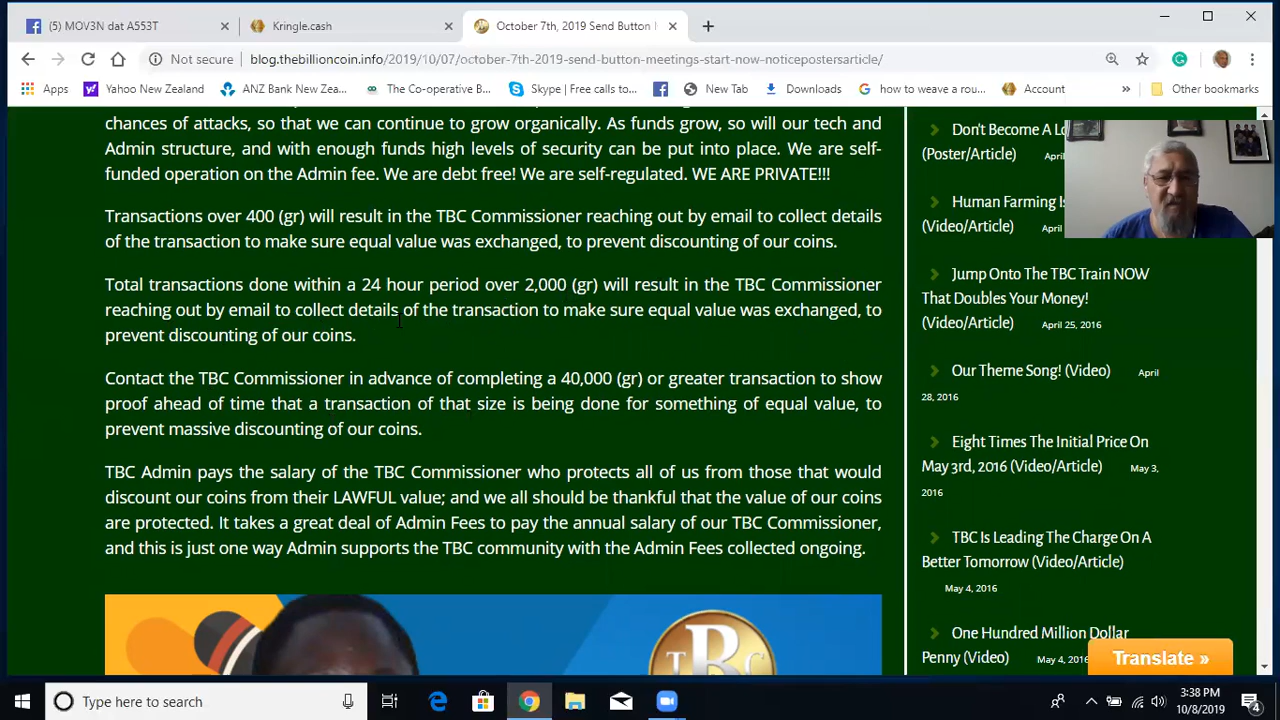 (5) MOV3N dat A553T
Kringle.cash
October 7th, 2019 Send Button
Not secure
blog.thebillioncoin.info/2019/10/07/october-7th-2019-send-button-meetings-start-now-noticepostersarticle/
Apps
Yahoo New Zealand
ANZ Bank New Zea...
The Co-operative B...
Skype | Free calls to...
New Tab
Downloads
how to weave a rou...
Account
»
Other bookmarks
chances of attacks, so that we can continue to grow organically. As funds grow, so will our tech and
Admin structure, and with enough funds high levels of security can be put into place. We are self-
funded operation on the Admin fee. We are debt free! We are self-regulated. WE ARE PRIVATE!!!
Transactions over 400 (gr) will result in the TBC Commissioner reaching out by email to collect details
of the transaction to make sure equal value was exchanged, to prevent discounting of our coins.
Total transactions done within a 24 hour period over 2,000 (gr) will result in the TBC Commissioner
reaching out by email to collect details of the transaction to make sure equal value was exchanged, to
prevent discounting of our coins.
Contact the TBC Commissioner in advance of completing a 40,000 (gr) or greater transaction to show
proof ahead of time that a transaction of that size is being done for something of equal value, to
prevent massive discounting of our coins.
TBC Admin pays the salary of the TBC Commissioner who protects all of us from those that would
discount our coins from their LAWFUL value; and we all should be thankful that the value of our coins
are protected. It takes a great deal of Admin Fees to pay the annual salary of our TBC Commissioner,
and this is just one way Admin supports the TBC community with the Admin Fees collected ongoing.
TBC
Don't Become A
(Poster/Article) April
Human Farming
(Video/Article) April
Jump Onto The TBC Train NOW
That Doubles Your Money!
(Video/Article) April 25, 2016
Our Theme Song! (Video) April
28, 2016
Eight Times The Initial Price On
May 3rd, 2016 (Video/Article) May 3,
2016
TBC Is Leading The Charge On A
Better Tomorrow (Video/Article)
May 4, 2016
One Hundred Million Dollar
Penny (Video) May 4, 2016
Translate »
Type here to search
3:38 PM
10/8/2019
4